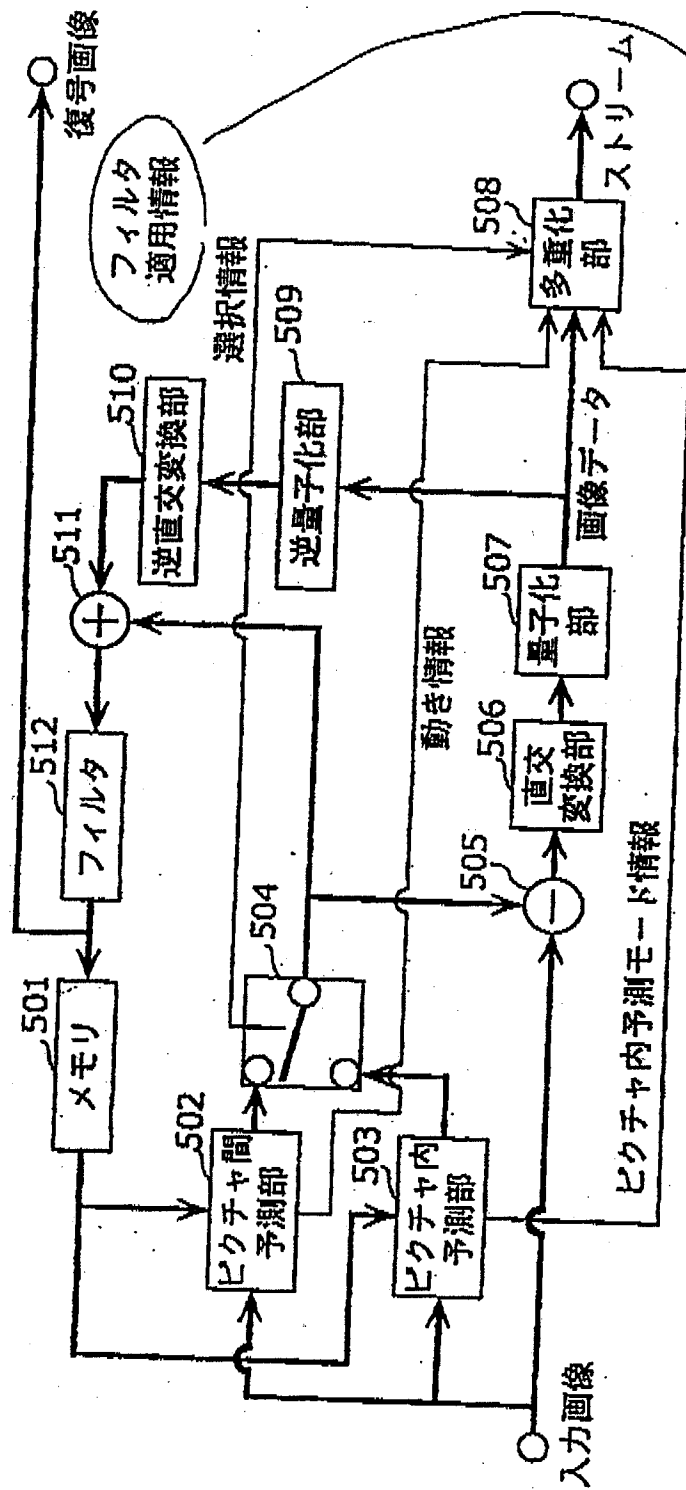 復号画像
フィルタ
適用情報
選択情報
501
メモリ
512
フィルタ
511
510
逆直交変換部
509
逆量子化部
508
多重化
部
ストリーム
502
ピクチャ間
予測部
504
503
ピクチャ内
予測部
動き情報
505
506
直交
変換部
507
量子化
部
画像データ
入力画像
ピクチャ内予測モード情報